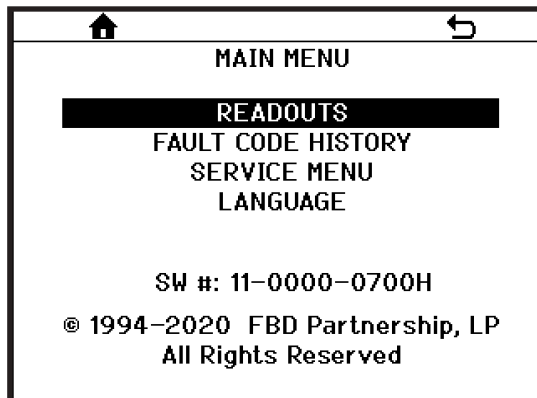 MAIN MENU
READOUTS
FAULT CODE HISTORY
SERVICE MENU
LANGUAGE
SW #: 11-0000-0700H
© 1994-2020 FBD Partnership, LP
All Rights Reserved